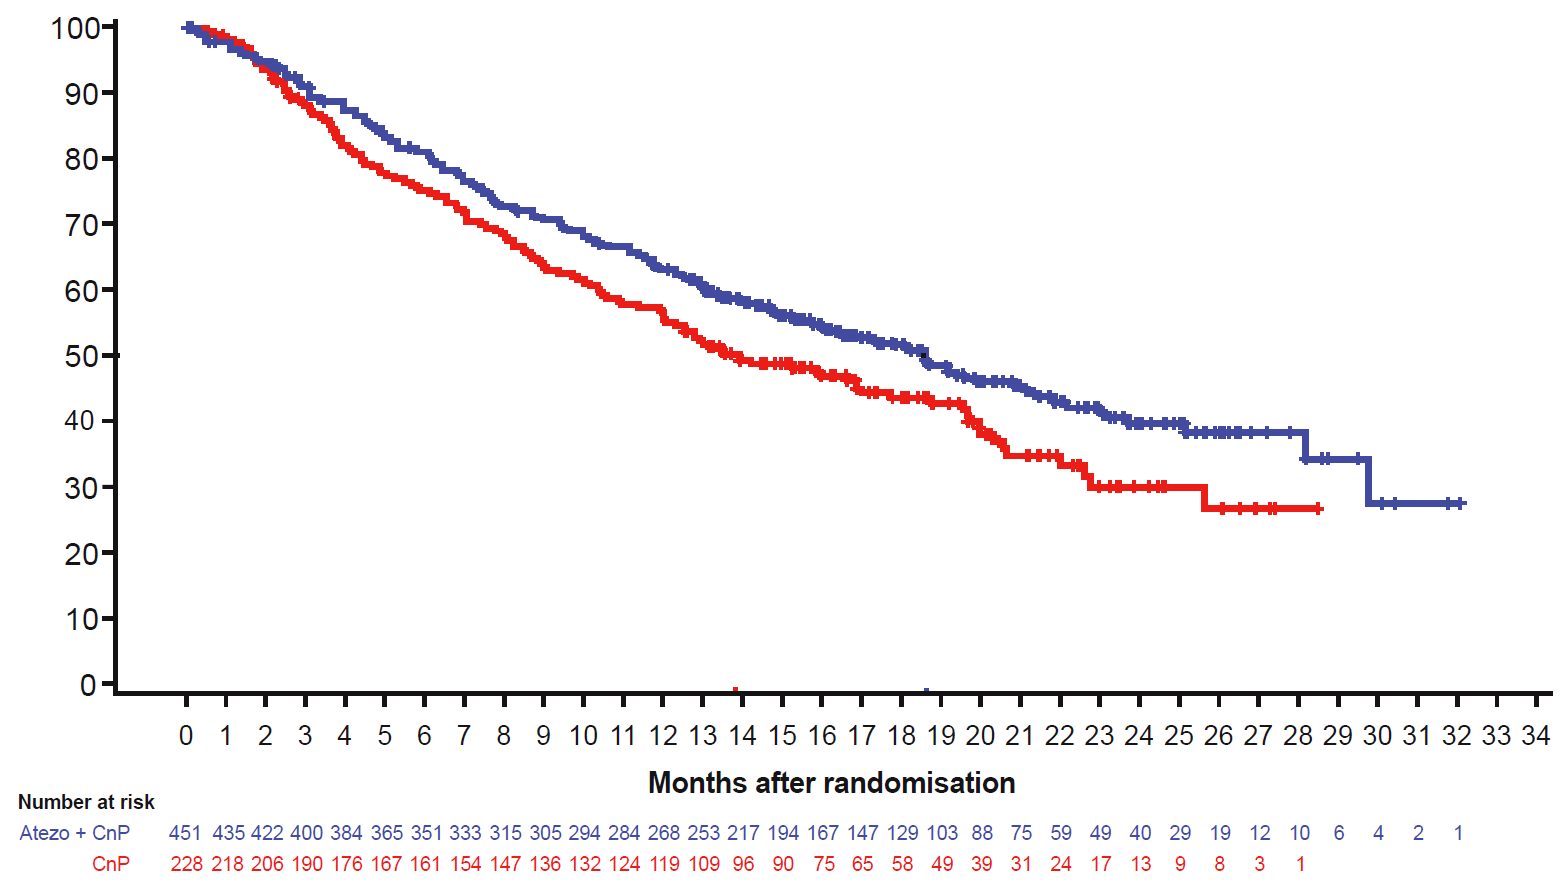 100
90
80
70
60
50
40
30
20
10
0
0 1 2 3 4 5 6 7 8 9 10 11 12 13 14 15 16 17 18 19 20 21 22 23 24 25 26 27 28 29 30 31 32 33 34
Months after randomisation
Number at risk
Atezo + CnP 451 435 422 400 384 365 351 333 315 305 294 284 268 253 217 194 167 147 129 103 88 75 59 49 40 29 19 12 10 6 4 2 1
CnP 228 218 206 190 176 167 161 154 147 136 132 124 119 109 96 90 75 65 58 49 39 31 24 17 13 9 8 3 1